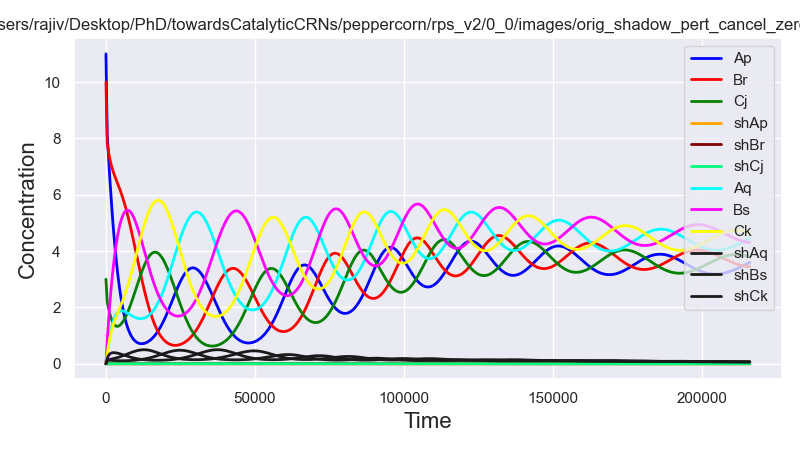 sers/rajiv/Desktop/PhD/towardsCatalyticCRNs/peppercorn/rps_v2/0_0/images/orig_shadow_pert_cancel_zero
Concentration
10
8
6
4
2
0
0
50000
100000
150000
200000
Time
Ap
Br
Cj
shAp
shBr
shCj
Aq
Bs
Ck
shAq
shBs
shCk